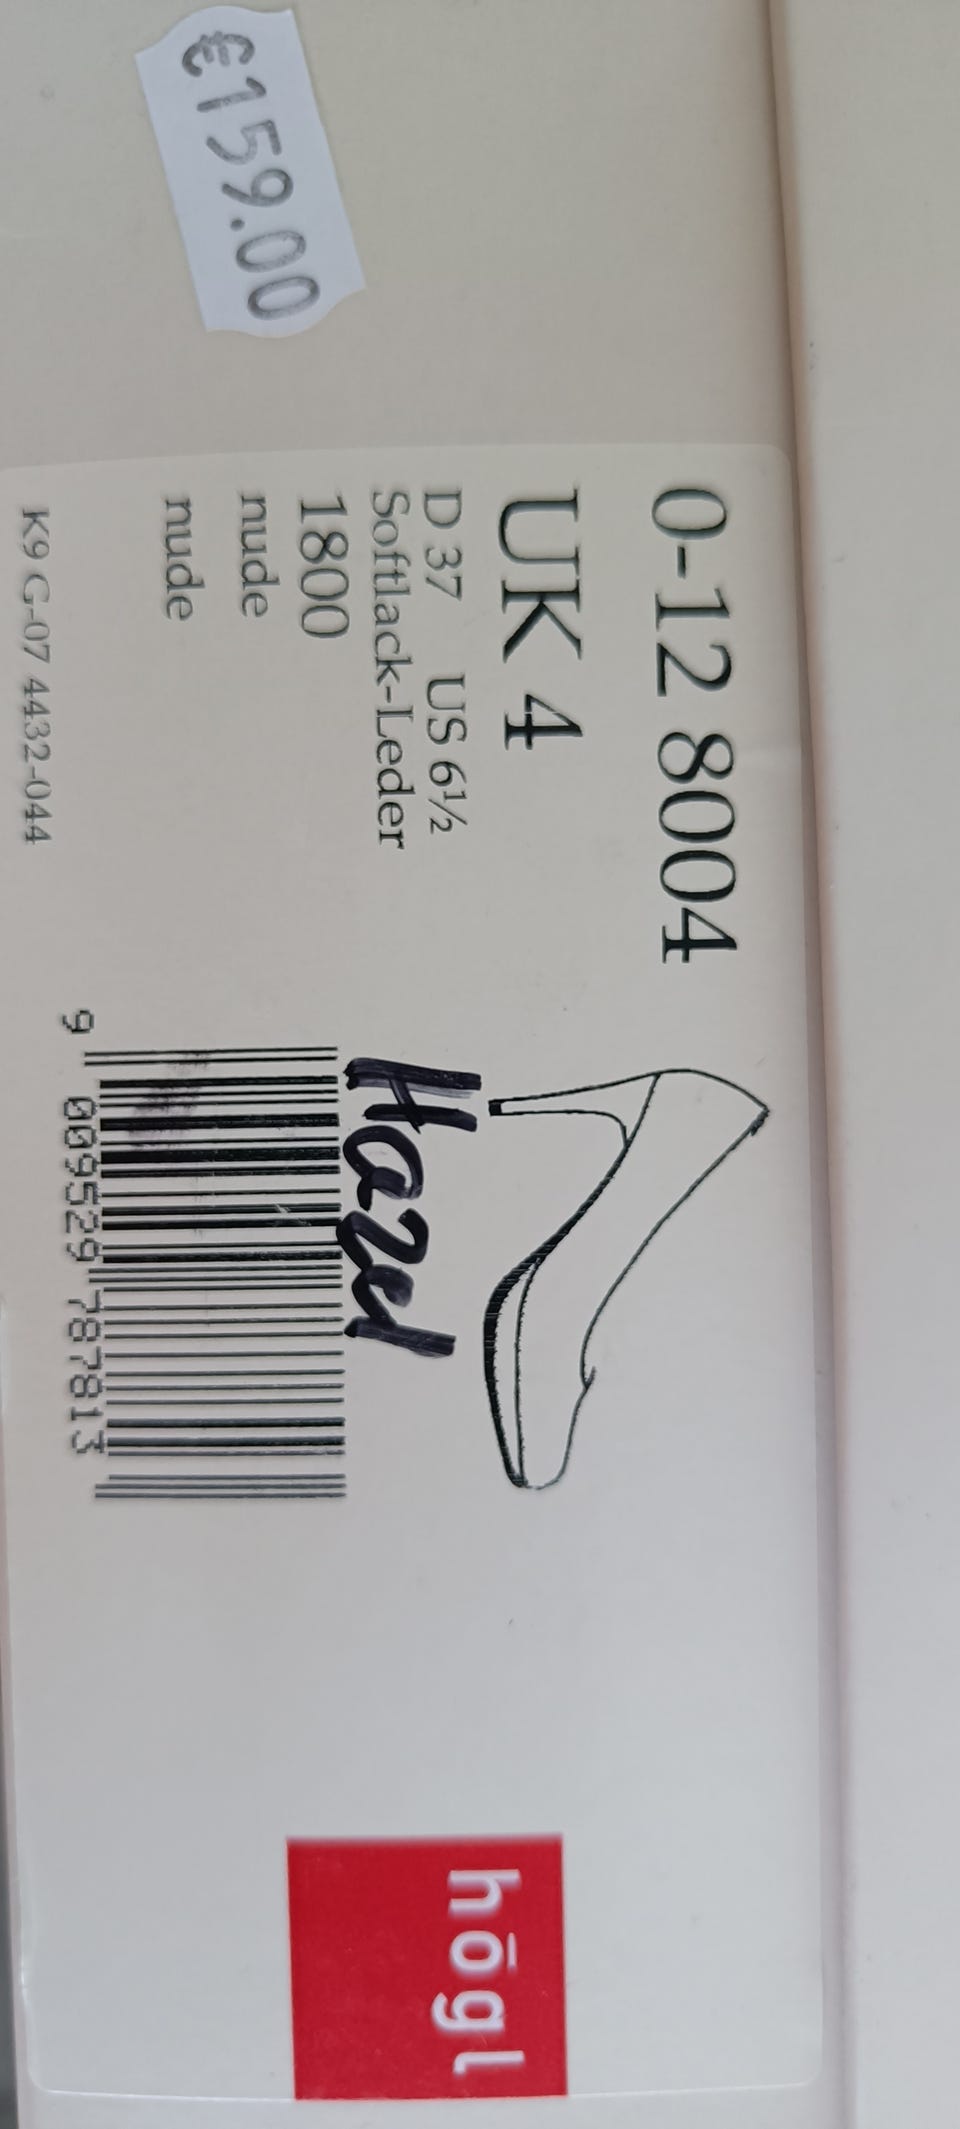 €159.00
0-12 8004
UK 4
D 37 US 6½
Softlack-Leder
1800
nude
nude
K9 G-07 4432-044
Hazel
9 009529 787813
högl